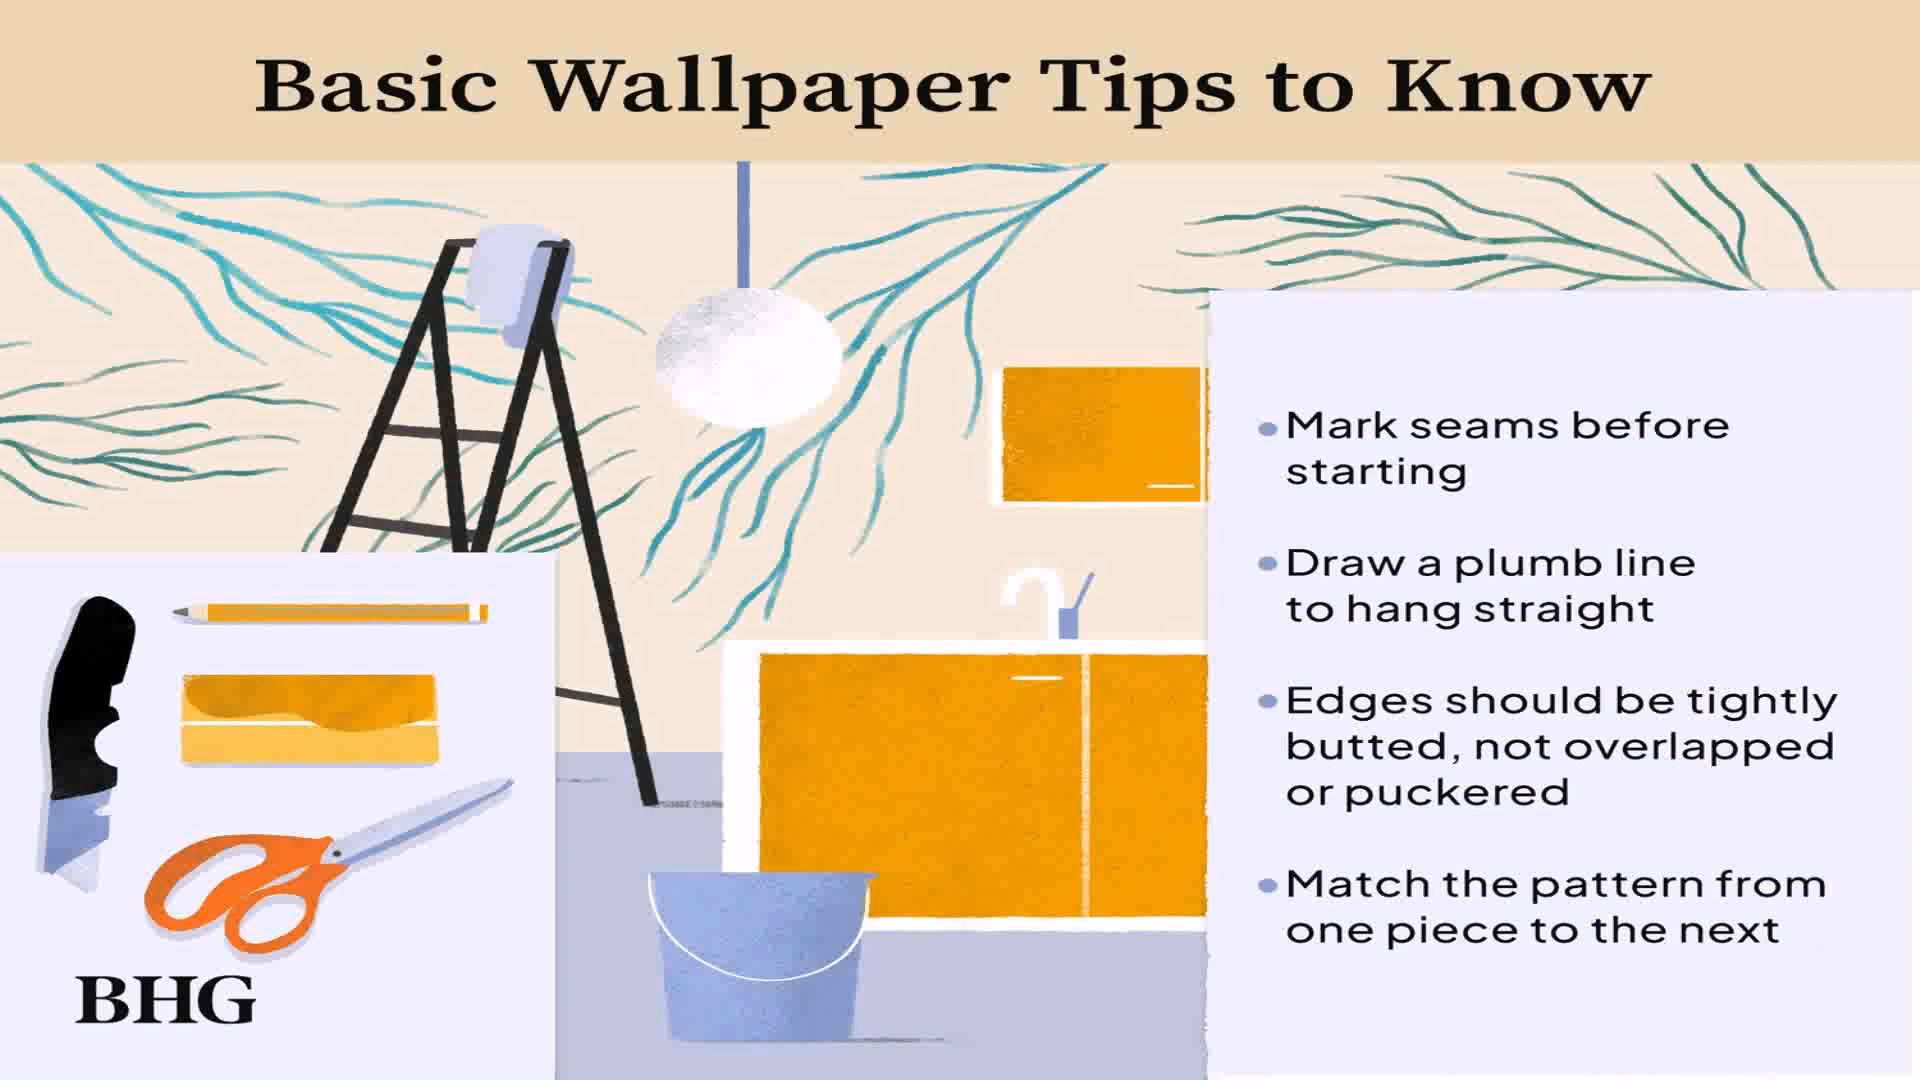 Basic Wallpaper Tips to Know
Mark seams before
starting
Draw a plumb line
to hang straight
Edges should be tightly
butted, not overlapped
or puckered
Match the pattern from
one piece to the next
BHG